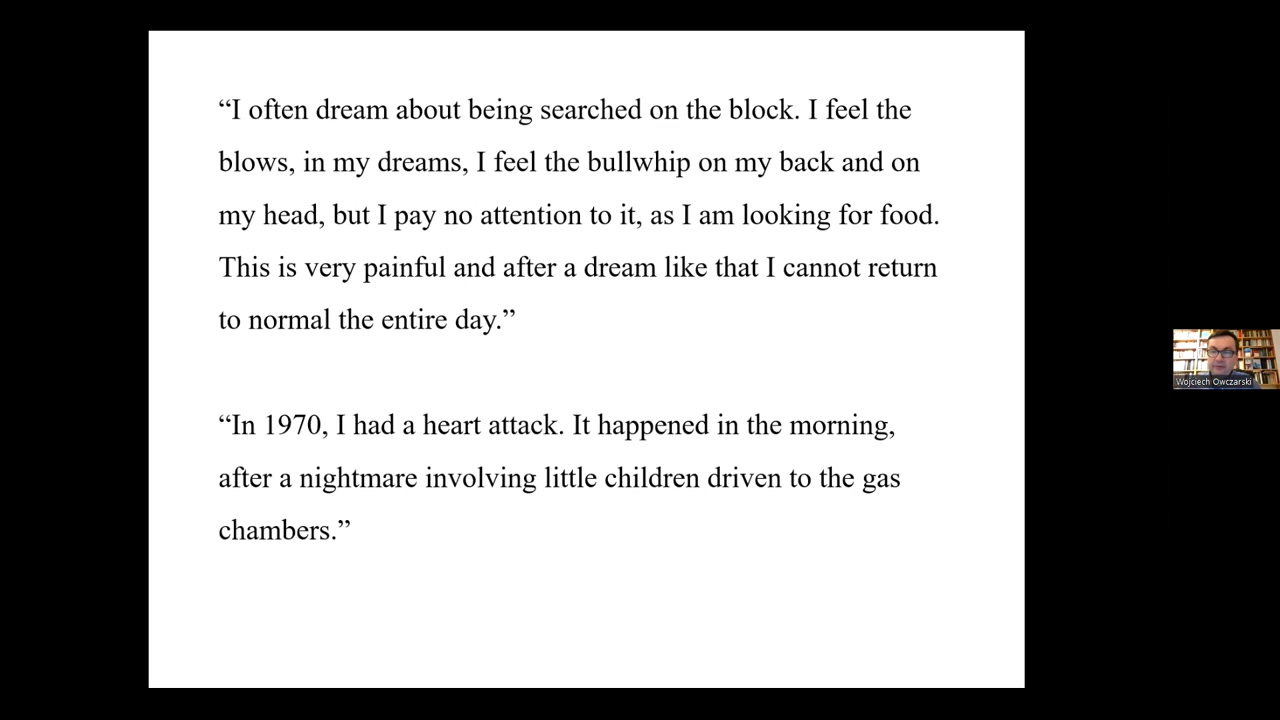 “I often dream about being searched on the block. I feel the
blows, in my dreams, I feel the bullwhip on my back and on
my head, but I pay no attention to it, as I am looking for food.
This is very painful and after a dream like that I cannot return
to normal the entire day.”
“In 1970, I had a heart attack. It happened in the morning,
after a nightmare involving little children driven to the gas
chambers.”
Wojciech Owczarski